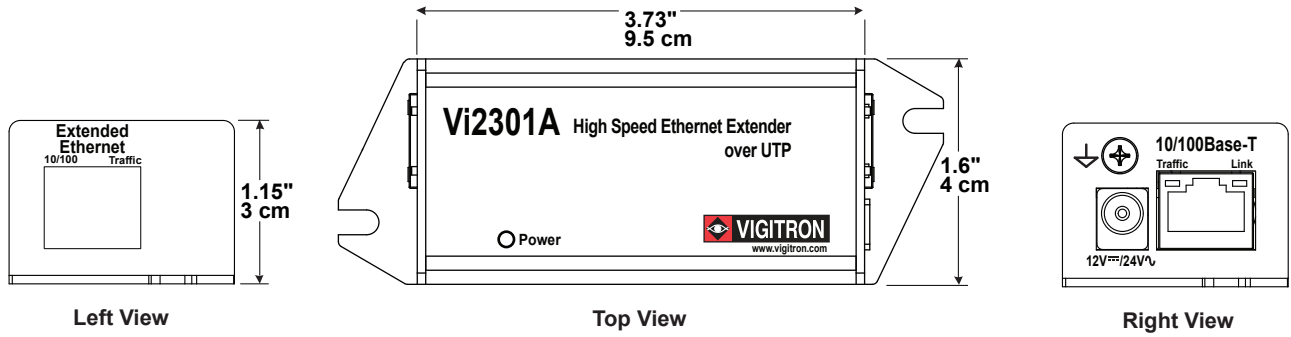 Extended
Ethernet
10/100 Traffic
1.15"
3 cm
Left View
3.73"
9.5 cm
Vi2301A High Speed Ethernet Extender
over UTP
Power
VIGITRON
www.vigitron.com
1.6"
4 cm
Top View
10/100Base-T
Traffic Link
12V⎓/24V∿
Right View